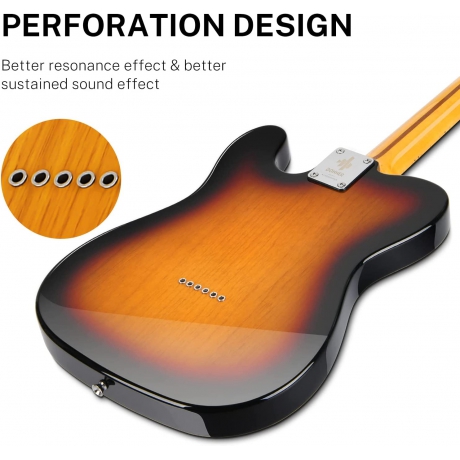 PERFORATION DESIGN
Better resonance effect & better
sustained sound effect